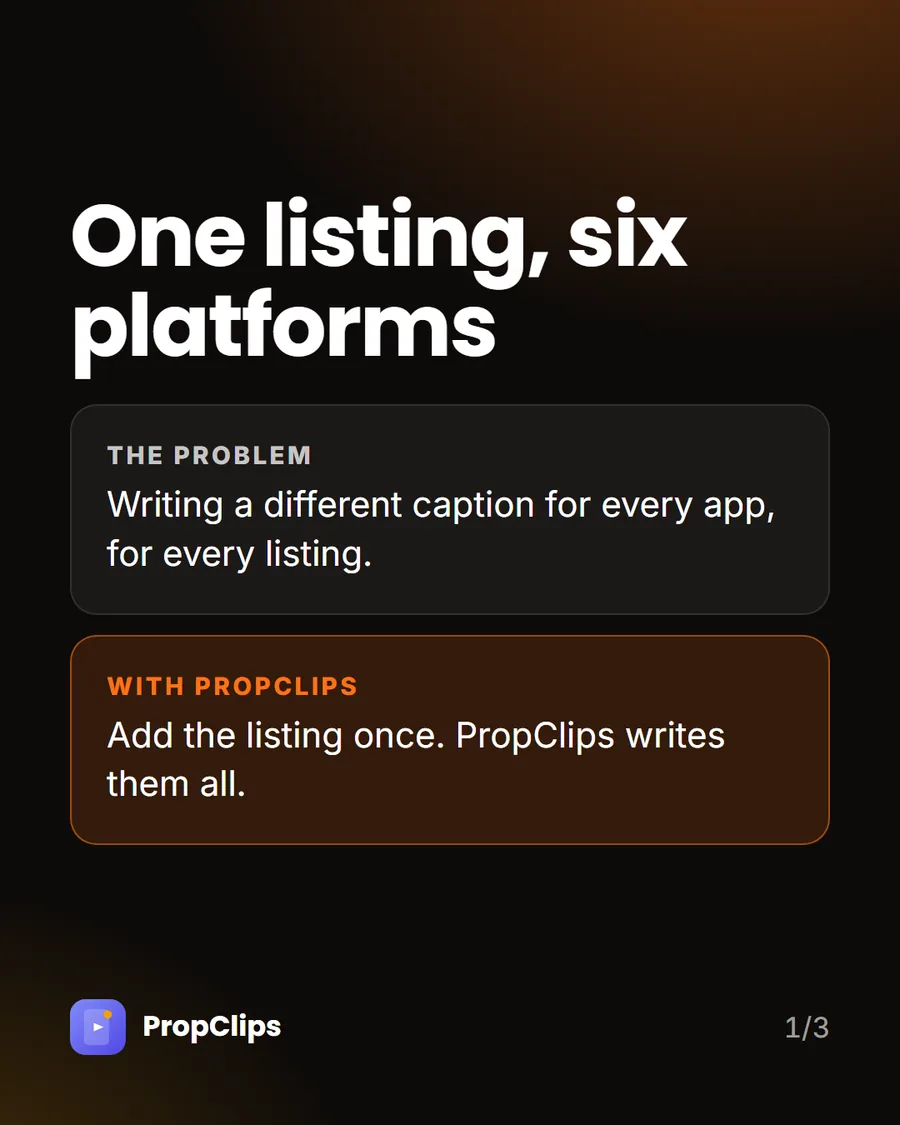 One listing, six
platforms
THE PROBLEM
Writing a different caption for every app,
for every listing.
WITH PROPCLIPS
Add the listing once. PropClips writes
them all.
PropClips
1/3